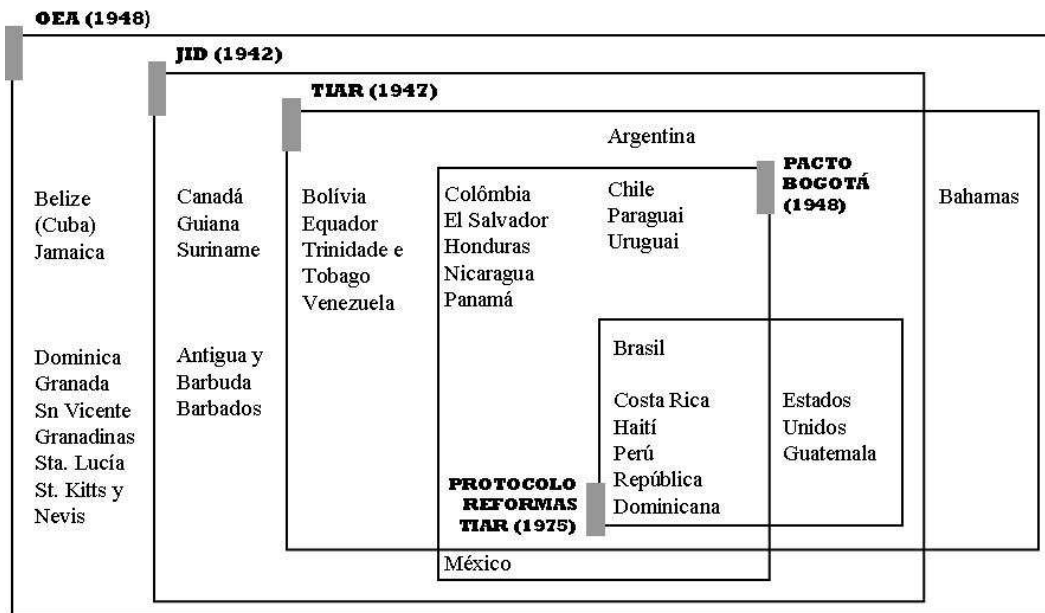 OEA (1948)
JID (1942)
TIAR (1947)
Argentina
PACTO
BOGOTÁ
(1948)
Belize
(Cuba)
Jamaica
Canadá
Guiana
Suriname
Bolívia
Equador
Trinidade e
Tobago
Venezuela
Colômbia
El Salvador
Honduras
Nicaragua
Panamá
Chile
Paraguai
Uruguai
Bahamas
Dominica
Granada
Sn Vicente
Granadinas
Sta. Lucía
St. Kitts y
Nevis
Antigua y
Barbuda
Barbados
Brasil
Costa Rica
Haití
Perú
República
Dominicana
Estados
Unidos
Guatemala
PROTOCOLO
REFORMAS
TIAR (1975)
México